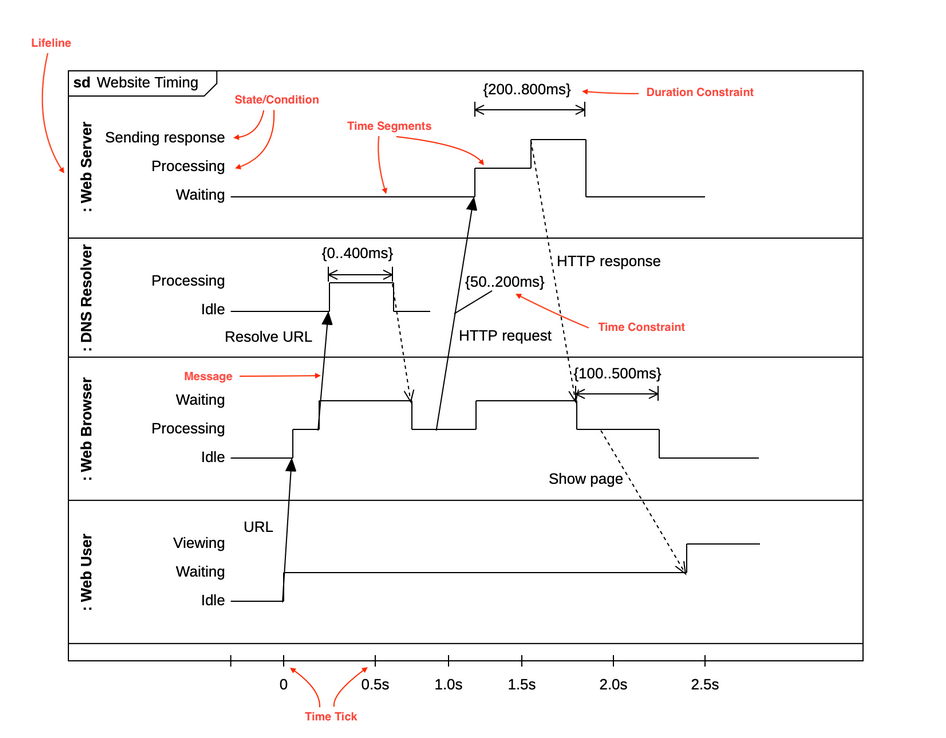 Lifeline
sd Website Timing
{200..800ms}
Duration Constraint
State/Condition
Time Segments
: Web Server
Sending response
Processing
Waiting
: DNS Resolver
{0..400ms}
HTTP response
Processing
{50..200ms}
Idle
Time Constraint
Resolve URL
HTTP request
Message
{100..500ms}
: Web Browser
Waiting
Processing
Idle
Show page
: Web User
URL
Viewing
Waiting
Idle
0 0.5s 1.0s 1.5s 2.0s 2.5s
Time Tick